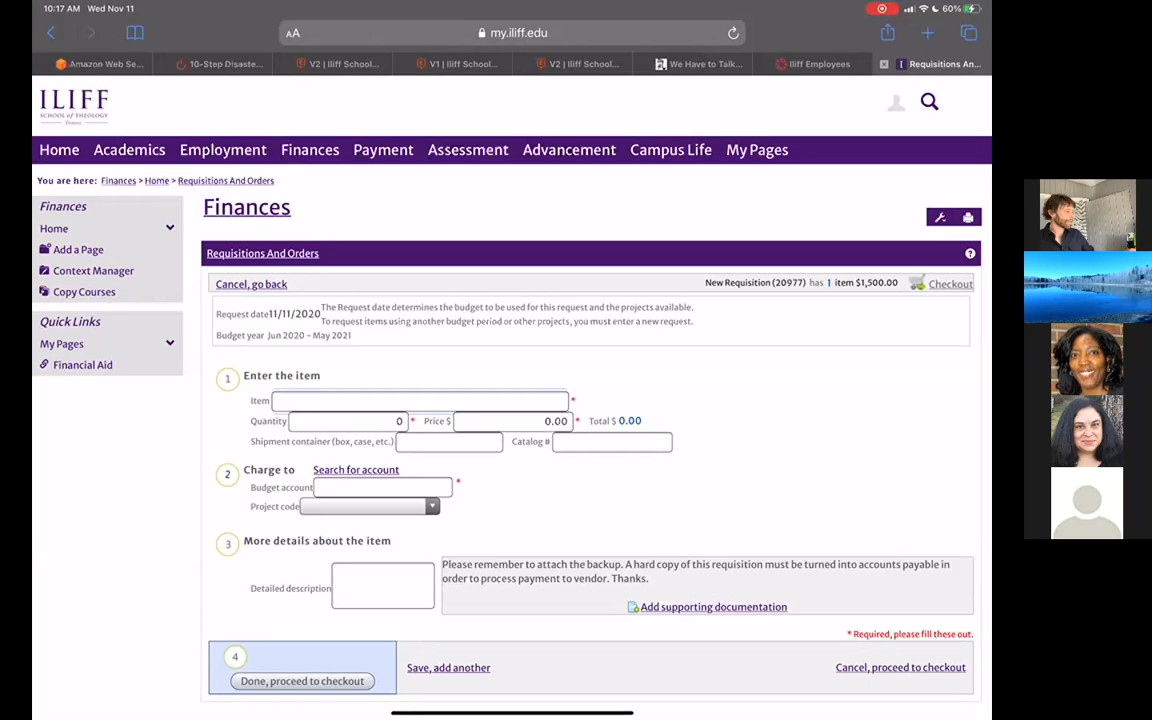 10:17 AM Wed Nov 11
60%
AA my.iliff.edu
Amazon Web Se...
10-Step Disaste...
V2 | Iliff School...
V1 | Iliff School...
V2 | Iliff School...
We Have to Talk...
Iliff Employees
Requisitions An...
ILIFF
SCHOOL of THEOLOGY
Denver
Home Academics Employment Finances Payment Assessment Advancement Campus Life My Pages
You are here: Finances > Home > Requisitions And Orders
Finances
Home
Add a Page
Context Manager
Copy Courses
Quick Links
My Pages
Financial Aid
Finances
Requisitions And Orders
Cancel, go back
New Requisition (20977) has 1 item $1,500.00 Checkout
Request date 11/11/2020 The Request date determines the budget to be used for this request and the projects available.
To request items using another budget period or other projects, you must enter a new request.
Budget year Jun 2020 - May 2021
1 Enter the item
Item *
Quantity 0 * Price $ 0.00 * Total $ 0.00
Shipment container (box, case, etc.) Catalog #
2 Charge to Search for account
Budget account *
Project code
3 More details about the item
Detailed description
Please remember to attach the backup. A hard copy of this requisition must be turned into accounts payable in
order to process payment to vendor. Thanks.
Add supporting documentation
* Required, please fill these out.
4
Done, proceed to checkout
Save, add another
Cancel, proceed to checkout